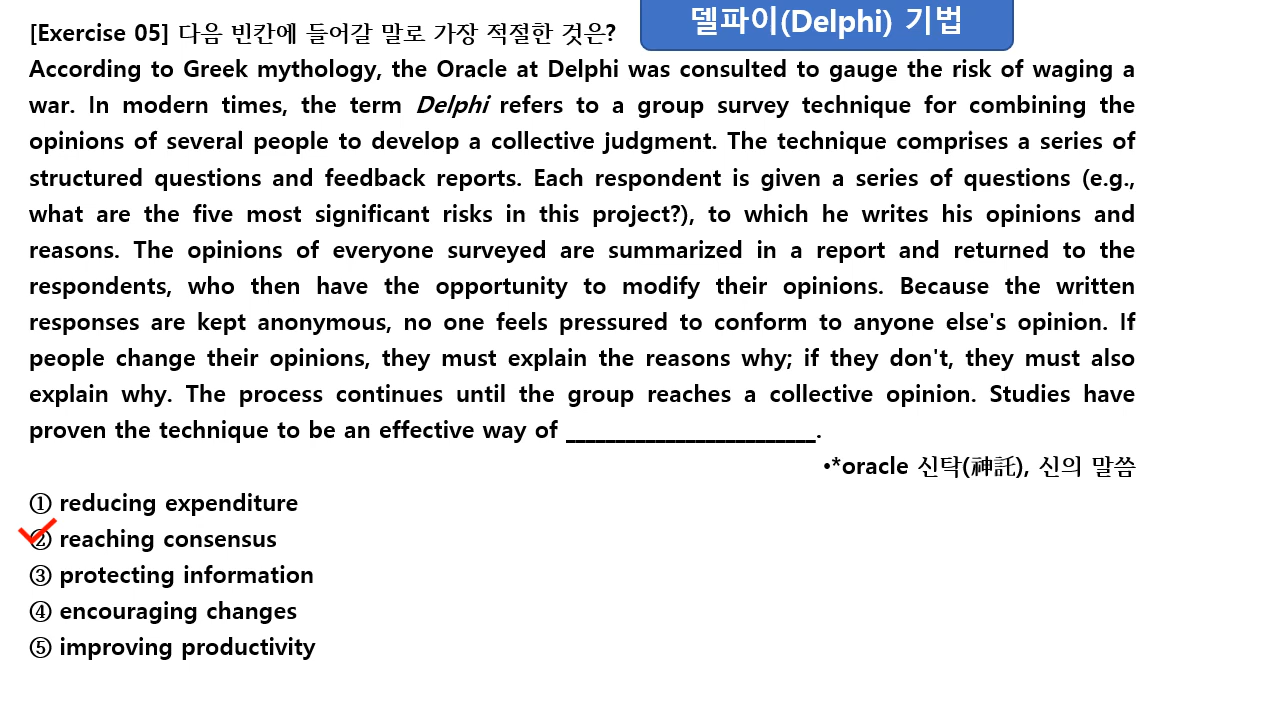 델파이(Delphi) 기법
[Exercise 05] 다음 빈칸에 들어갈 말로 가장 적절한 것은?
According to Greek mythology, the Oracle at Delphi was consulted to gauge the risk of waging a
war. In modern times, the term Delphi refers to a group survey technique for combining the
opinions of several people to develop a collective judgment. The technique comprises a series of
structured questions and feedback reports. Each respondent is given a series of questions (e.g.,
what are the five most significant risks in this project?), to which he writes his opinions and
reasons. The opinions of everyone surveyed are summarized in a report and returned to the
respondents, who then have the opportunity to modify their opinions. Because the written
responses are kept anonymous, no one feels pressured to conform to anyone else's opinion. If
people change their opinions, they must explain the reasons why; if they don't, they must also
explain why. The process continues until the group reaches a collective opinion. Studies have
proven the technique to be an effective way of _________________________.
•*oracle 신탁(神託), 신의 말씀
① reducing expenditure
② reaching consensus
③ protecting information
④ encouraging changes
⑤ improving productivity